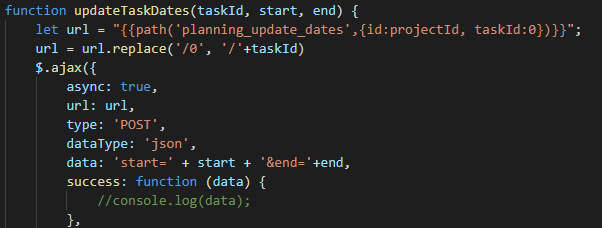 function updateTaskDates(taskId, start, end) {
let url = "{{path('planning_update_dates',{id:projectId, taskId:0})}}";
url = url.replace('/0', '/'+taskId)
$.ajax({
async: true,
url: url,
type: 'POST',
dataType: 'json',
data: 'start=' + start + '&end='+end,
success: function (data) {
//console.log(data);
},